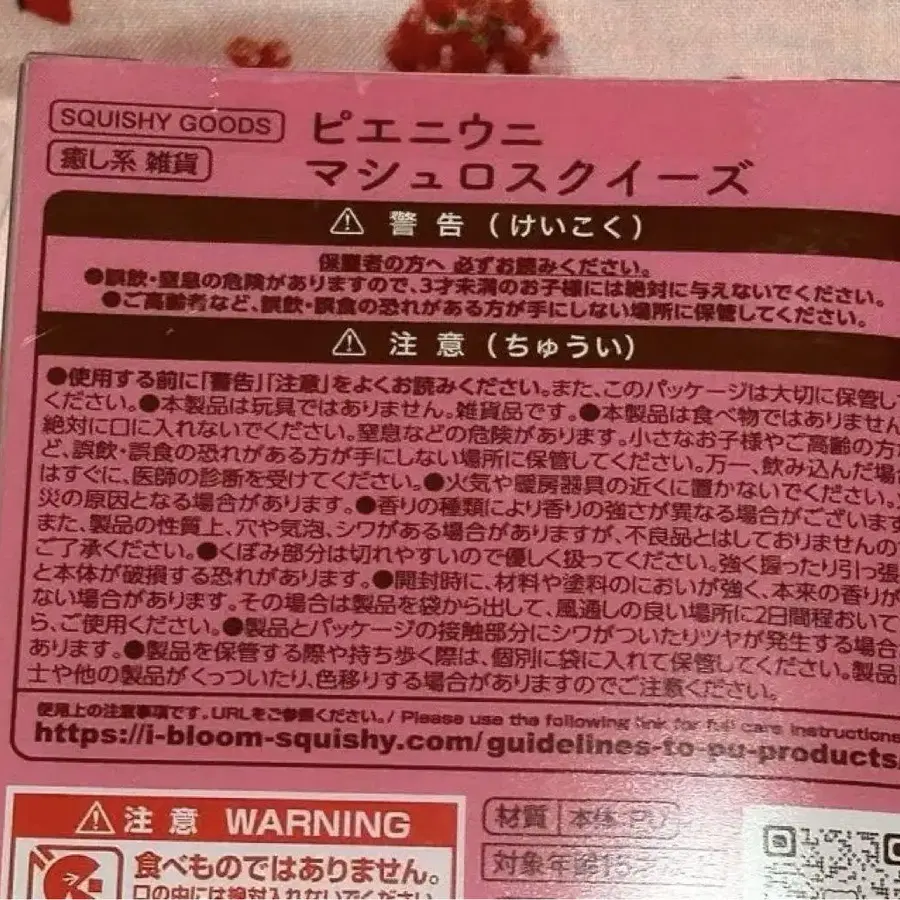 SQUISHY GOODS
癒し系 雑貨
ピエニウニ
マシュロスクイーズ
⚠ 警告（けいこく）
保護者の方へ 必ずお読みください。
●誤飲・窒息の危険がありますので、3才未満のお子様には絶対に与えないでください。
●ご高齢者など、誤飲・誤食の恐れがある方が手にしない場所に保管してください。
⚠ 注意（ちゅうい）
●使用する前に「警告」「注意」をよくお読みください。また、このパッケージは大切に保管して
ください。●本製品は玩具ではありません。雑貨品です。●本製品は食べ物ではありません
絶対に口に入れないでください。窒息などの危険があります。小さなお子様やご高齢の方な
ど、誤飲・誤食の恐れがある方が手にしない場所に保管してください。万一、飲み込んだ場合
はすぐに、医師の診断を受けてください。●火気や暖房器具の近くに置かないでください。
災の原因となる場合があります。●香りの種類により香りの強さが異なる場合がございます
また、製品の性質上、穴や気泡、シワがある場合がありますが、不良品とはしておりませんので
ご了承ください。●くぼみ部分は切れやすいので優しく扱ってください。強く握ったり引っ張
と本体が破損する恐れがあります。●開封時に、材料や塗料のにおいが強く、本来の香りが
ない場合があります。その場合は製品を袋から出して、風通しの良い場所に2日間程おいて
ら、ご使用ください。●製品とパッケージの接触部分にシワがついたりツヤが発生する場合
あります。●製品を保管する際や持ち歩く際は、個別に袋に入れて保管してください。製品
士や他の製品がくっついたり、色移りする場合がありますのでご注意ください。
使用上の注意事項です。URLをご参照ください。/ Please use the following link for full care instructions
https://i-bloom-squishy.com/guidelines-to-pu-products/
⚠ 注意 WARNING
食べものではありません。
口の中には絶対入れないでください
材質 本体 PU
対象年齢15才